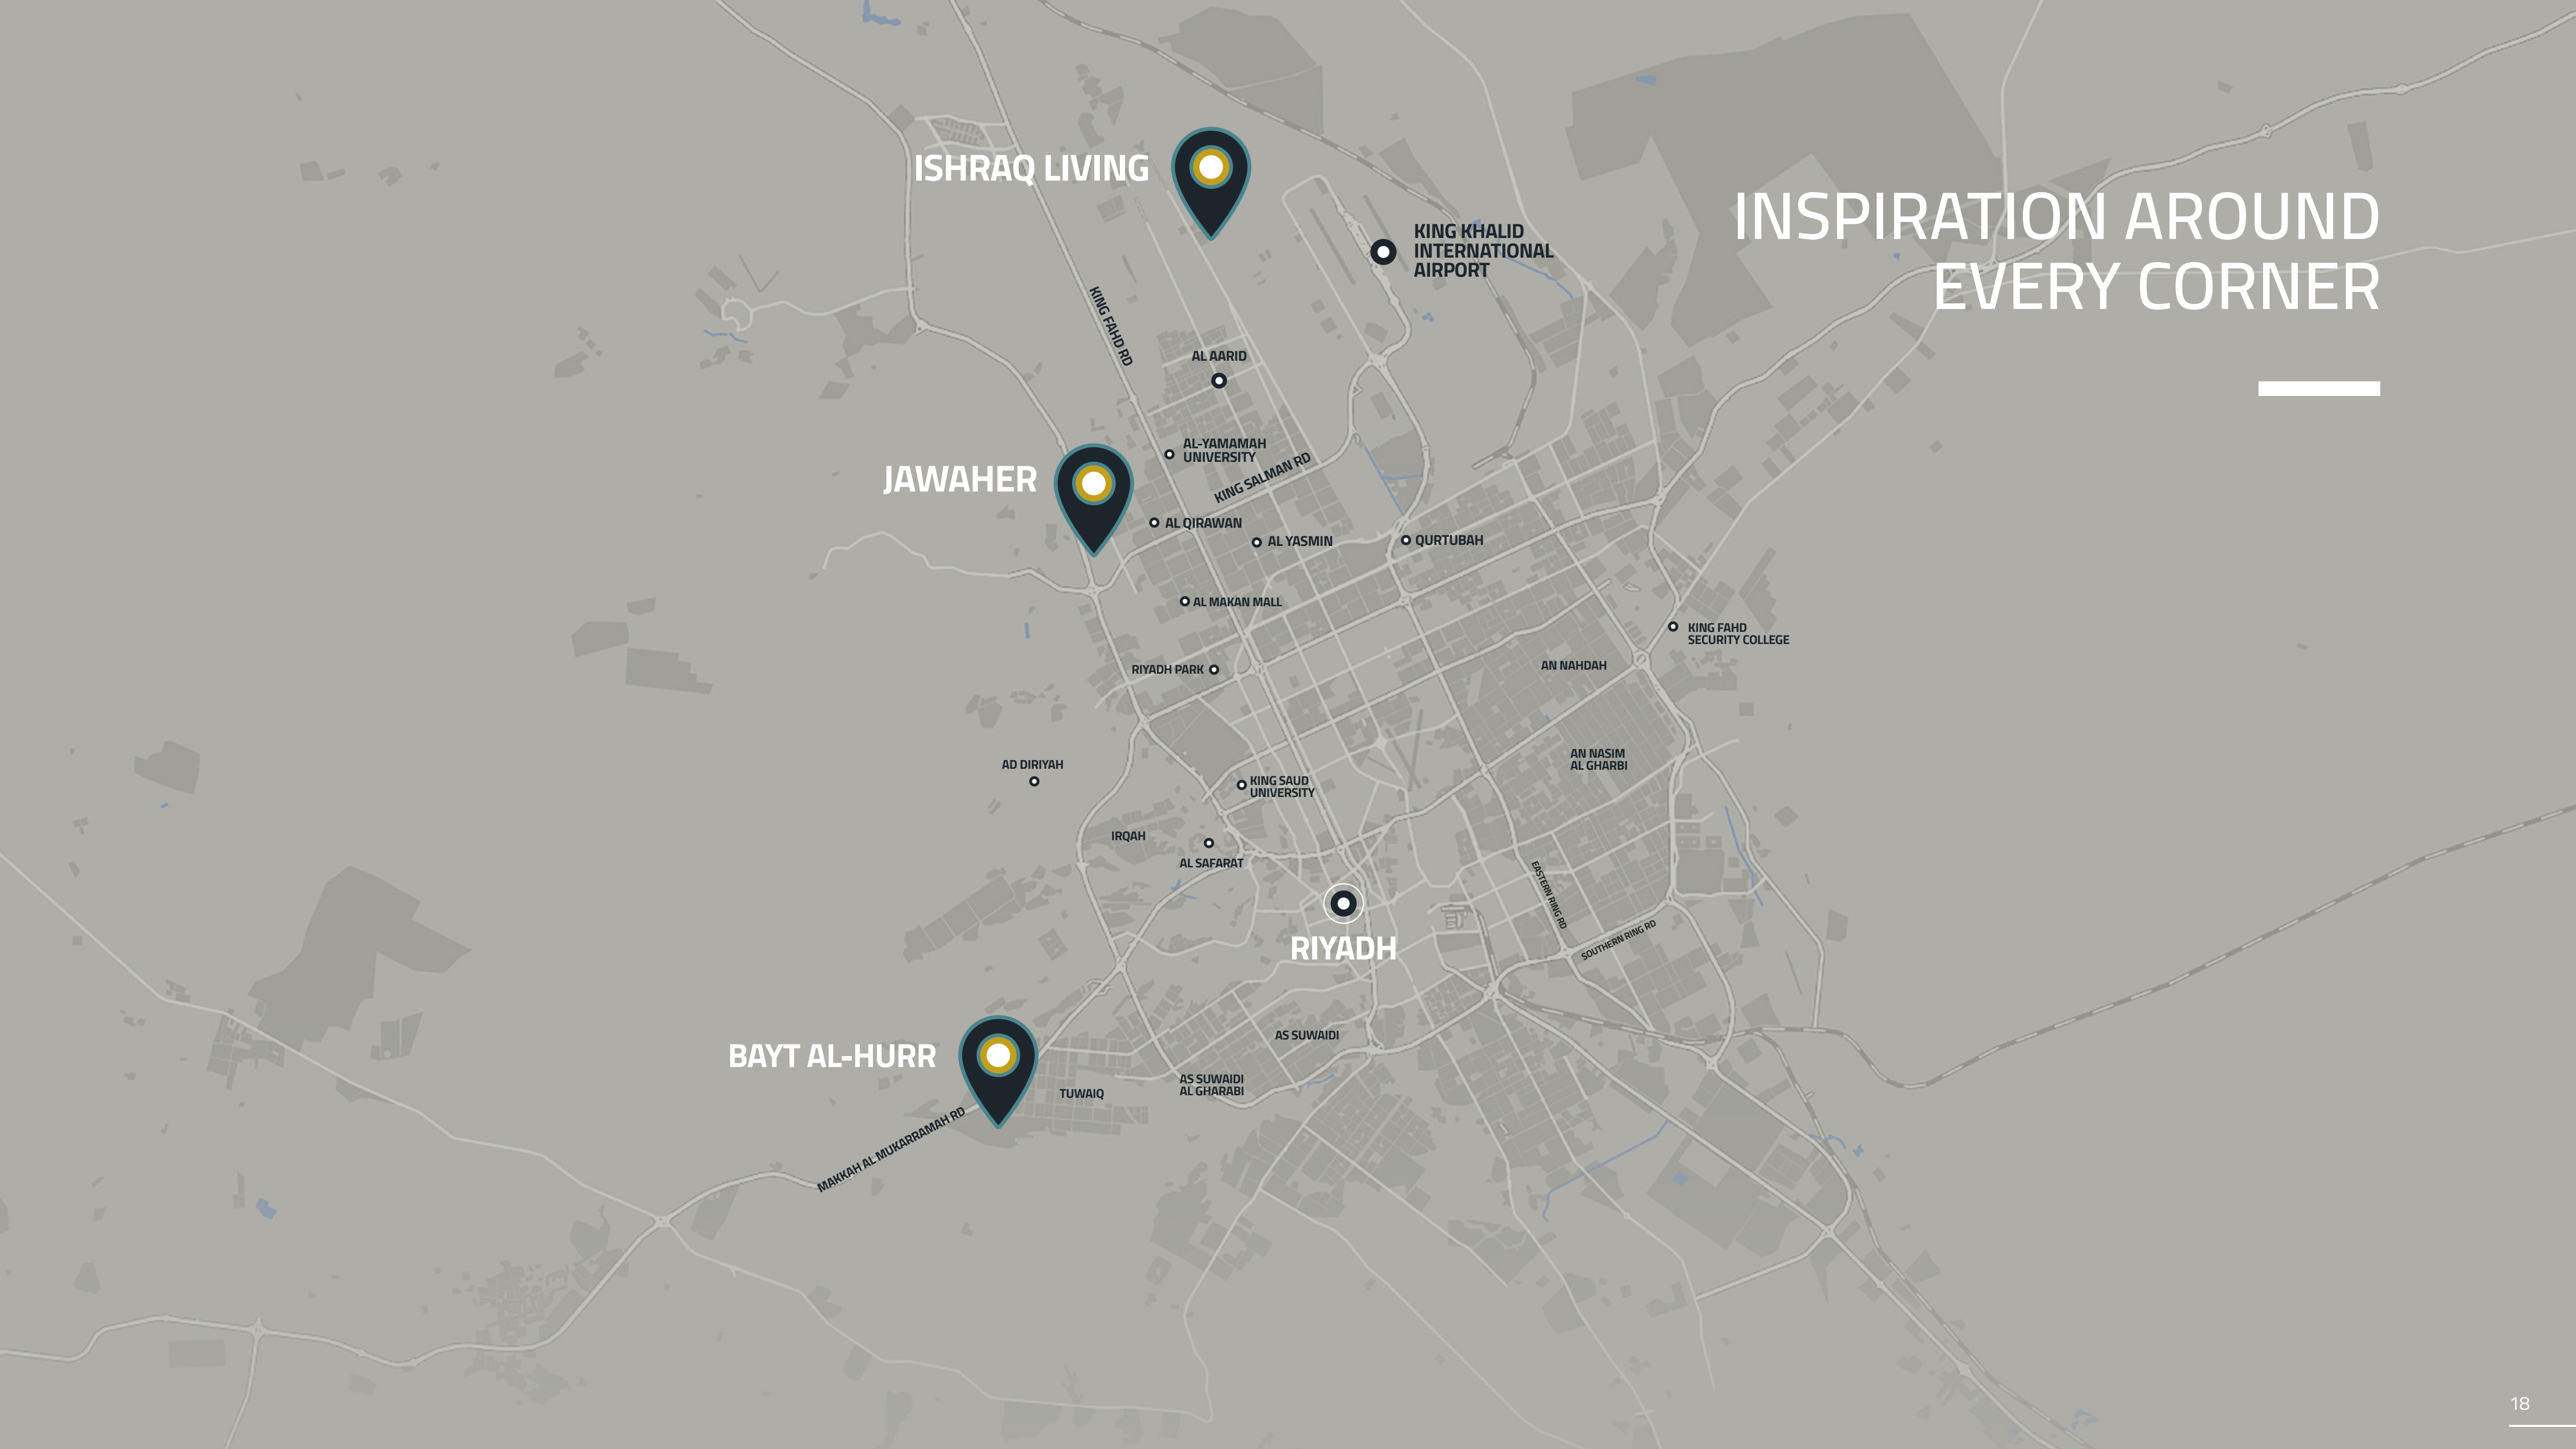 INSPIRATION AROUND
EVERY CORNER
ISHRAQ LIVING
KING KHALID
INTERNATIONAL
AIRPORT
KING FAHD RD
AL AARID
AL-YAMAMAH
UNIVERSITY
KING SALMAN RD
JAWAHER
AL QIRAWAN
AL YASMIN
QURTUBAH
AL MAKAN MALL
KING FAHD
SECURITY COLLEGE
RIYADH PARK
AN NAHDAH
AN NASIM
AL GHARBI
AD DIRIYAH
KING SAUD
UNIVERSITY
IRQAH
AL SAFARAT
EASTERN RING RD
SOUTHERN RING RD
RIYADH
AS SUWAIDI
BAYT AL-HURR
AS SUWAIDI
AL GHARABI
TUWAIQ
MAKKAH AL MUKARRAMAH RD
18